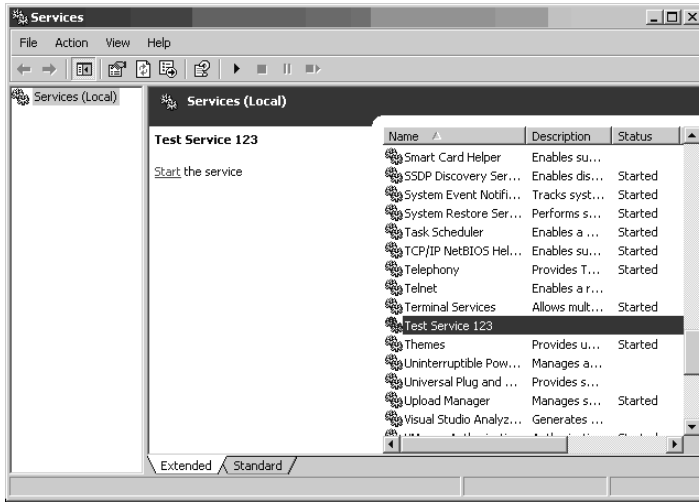 Services
File Action View Help
Services (Local)
Services (Local)
Test Service 123
Start the service
Name Description Status
Smart Card Helper Enables su...
SSDP Discovery Ser... Enables dis... Started
System Event Notifi... Tracks syst... Started
System Restore Ser... Performs s... Started
Task Scheduler Enables a ... Started
TCP/IP NetBIOS Hel... Enables su... Started
Telephony Provides T... Started
Telnet Enables a r...
Terminal Services Allows mult... Started
Test Service 123
Themes Provides u... Started
Uninterruptible Pow... Manages a...
Universal Plug and ... Provides s...
Upload Manager Manages s... Started
Visual Studio Analyz... Generates ...
Extended Standard